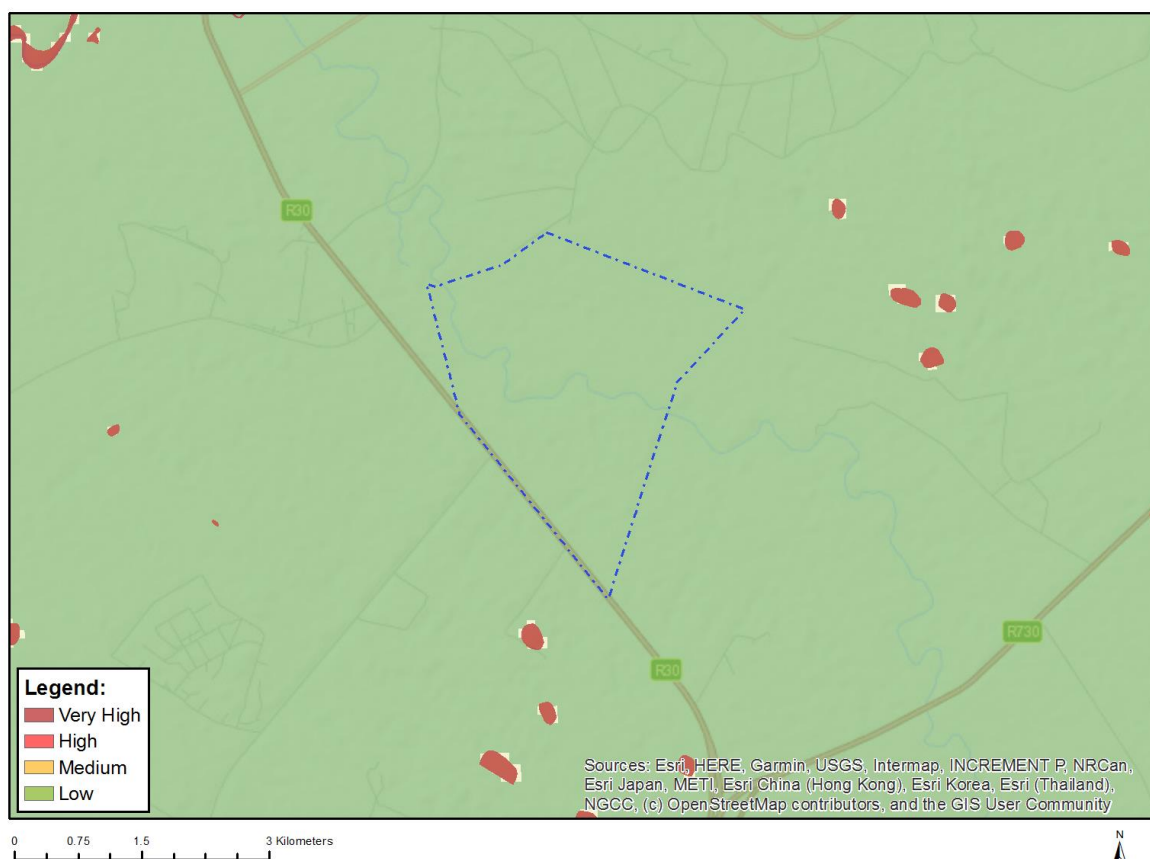 R30
R730
R30
Legend:
Very High
High
Medium
Low
Sources: Esri, HERE, Garmin, USGS, Intermap, INCREMENT P, NRCan,
Esri Japan, METI, Esri China (Hong Kong), Esri Korea, Esri (Thailand),
NGCC, (c) OpenStreetMap contributors, and the GIS User Community
0 0.75 1.5 3 Kilometers
N